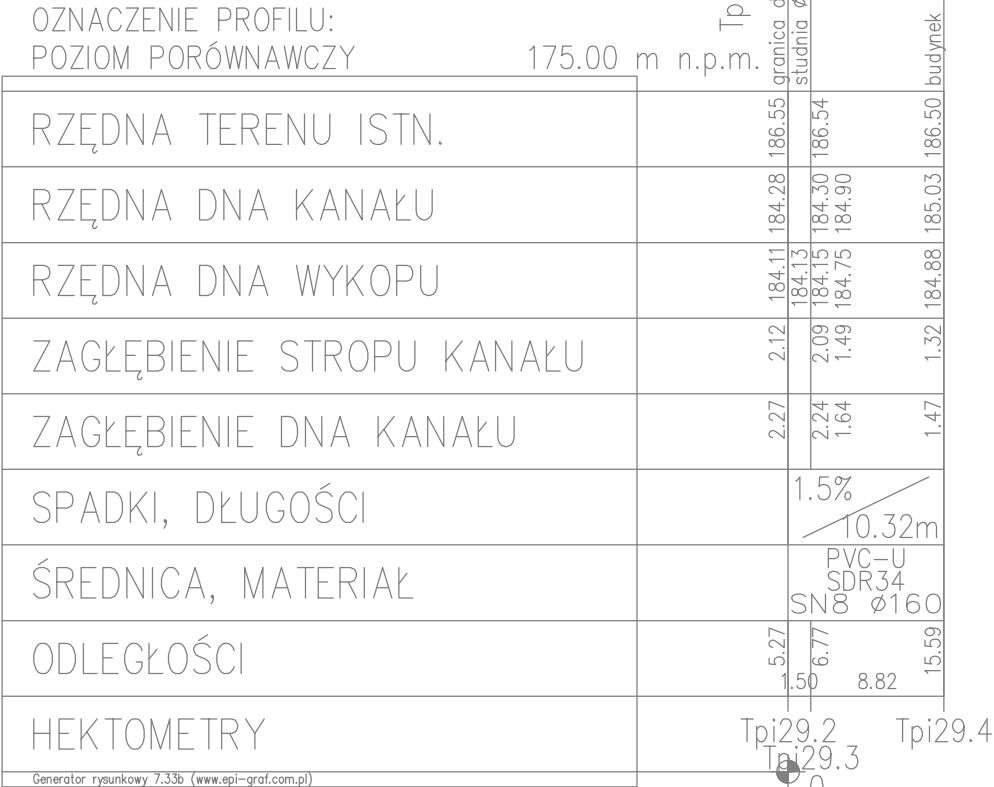 OZNACZENIE PROFILU:
Tpi
POZIOM PORÓWNAWCZY 175.00 m n.p.m.
granica d
studnia ø
budynek
RZĘDNA TERENU ISTN. 186.55 186.54 186.50
RZĘDNA DNA KANAŁU 184.28 184.30 184.90 185.03
RZĘDNA DNA WYKOPU 184.11 184.13 184.15 184.75 184.88
ZAGŁĘBIENIE STROPU KANAŁU 2.12 2.09 1.49 1.32
ZAGŁĘBIENIE DNA KANAŁU 2.27 2.24 1.64 1.47
SPADKI, DŁUGOŚCI 1.5% 10.32m
ŚREDNICA, MATERIAŁ PVC-U
SDR34
SN8 ø160
ODLEGŁOŚCI 5.27 6.77 15.59
1.50 8.82
HEKTOMETRY Tpi29.2 Tpi29.4
Tpi29.3
Generator rysunkowy 7.33b (www.epi-graf.com.pl) 0